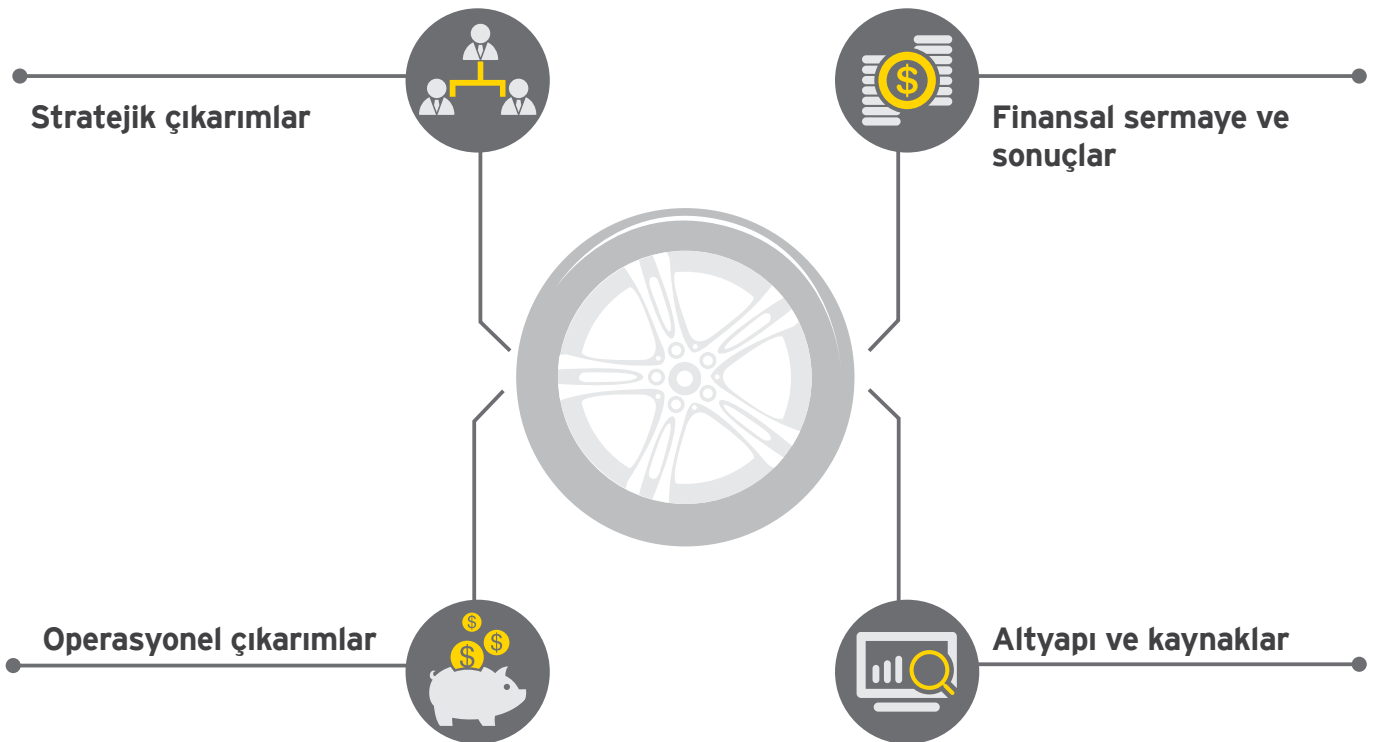 Stratejik çıkarımlar
Finansal sermaye ve
sonuçlar
Operasyonel çıkarımlar
Altyapı ve kaynaklar
$
$
$
$